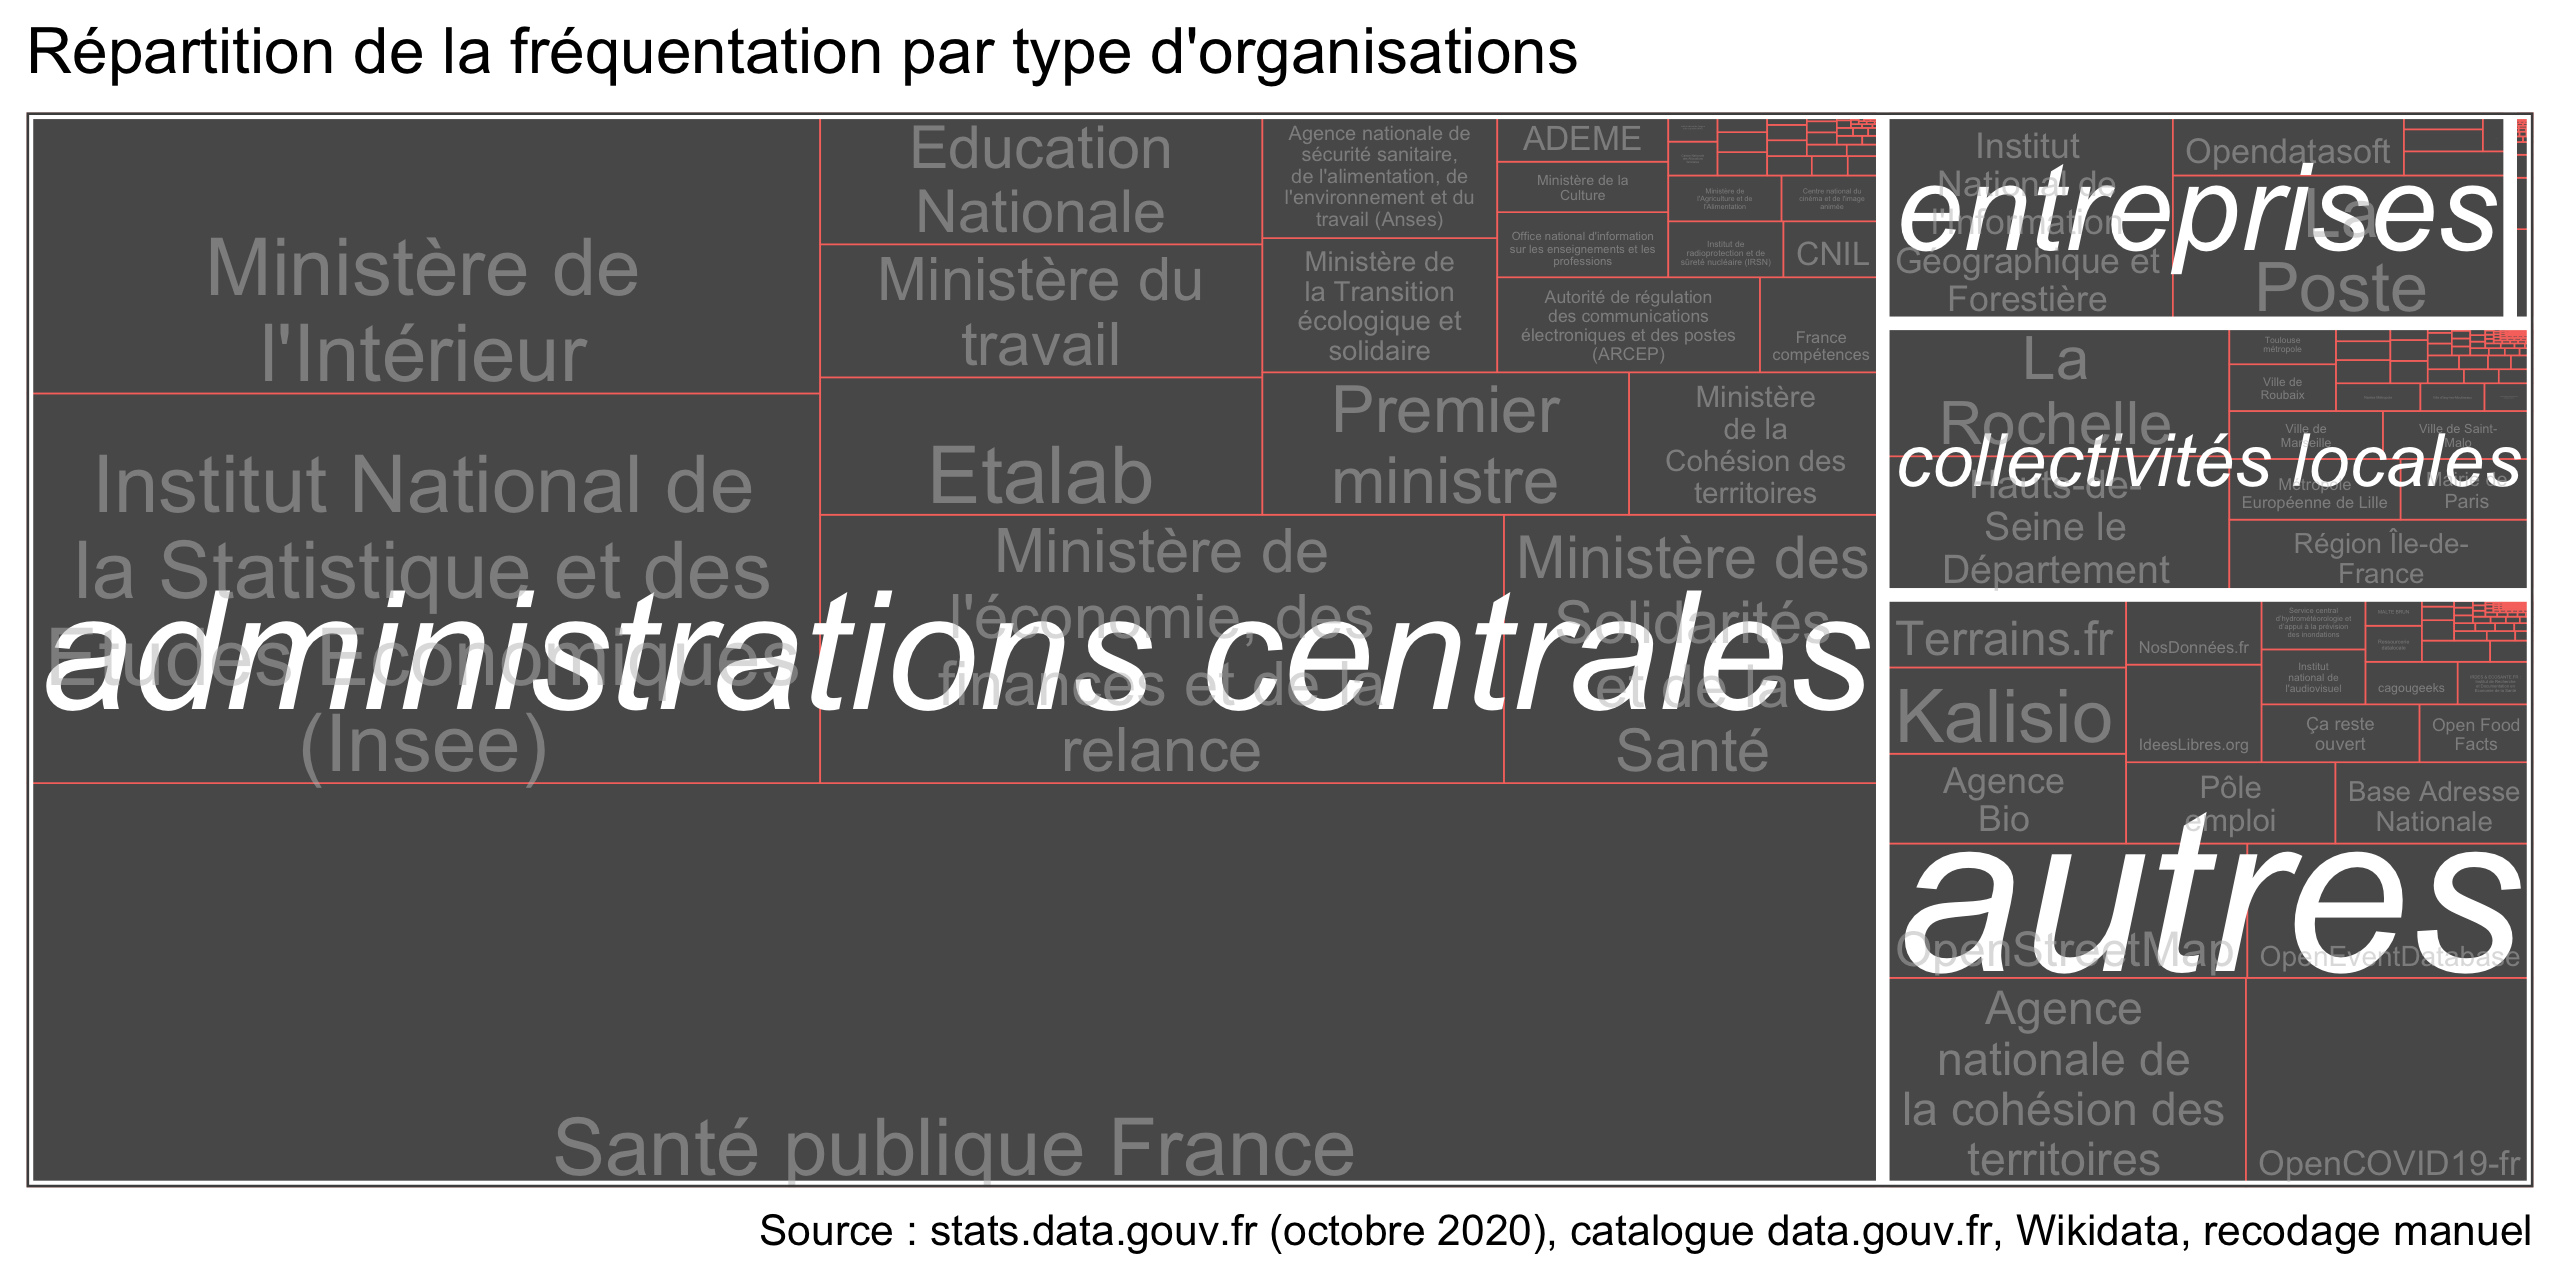 Répartition de la fréquentation par type d'organisations
Ministère de
l'Intérieur
Institut National de
la Statistique et des
Etudes Economiques
(Insee)
Education
Nationale
Ministère du
travail
Etalab
Agence nationale de
sécurité sanitaire,
de l'alimentation, de
l'environnement et du
travail (Anses)
Ministère de
la Transition
écologique et
solidaire
ADEME
Ministère de la
Culture
Office national d'information
sur les enseignements et les
professions
Ministère de
l'Agriculture et de
l'Alimentation
Centre national du
cinéma et de l'image
animée
Institut de
radioprotection et de
sûreté nucléaire (IRSN)
CNIL
Autorité de régulation
des communications
électroniques et des postes
(ARCEP)
France
compétences
Premier
ministre
Ministère
de la
Cohésion des
territoires
Ministère de
l'économie, des
finances et de la
relance
Ministère des
Solidarités
et de la
Santé
administrations centrales
Santé publique France
Institut
National de
l'Information
Géographique et
Forestière
Opendatasoft
La
Poste
entreprises
La
Rochelle
Hauts-de-
Seine le
Département
Toulouse
métropole
Ville de
Roubaix
Ville de
Marseille
Ville de Saint-
Malo
Métropole
Européenne de Lille
Mairie de
Paris
Région Île-de-
France
collectivités locales
Terrains.fr
Kalisio
Agence
Bio
NosDonnées.fr
IdeesLibres.org
Service central
d'hydrométéorologie et
d'appui à la prévision
des inondations
Institut
national de
l'audiovisuel
MALTE BRUN
cagougeeks
Ça reste
ouvert
Open Food
Facts
Pôle
emploi
Base Adresse
Nationale
OpenStreetMap
OpenEventDatabase
autres
Agence
nationale de
la cohésion des
territoires
OpenCOVID19-fr
Source : stats.data.gouv.fr (octobre 2020), catalogue data.gouv.fr, Wikidata, recodage manuel